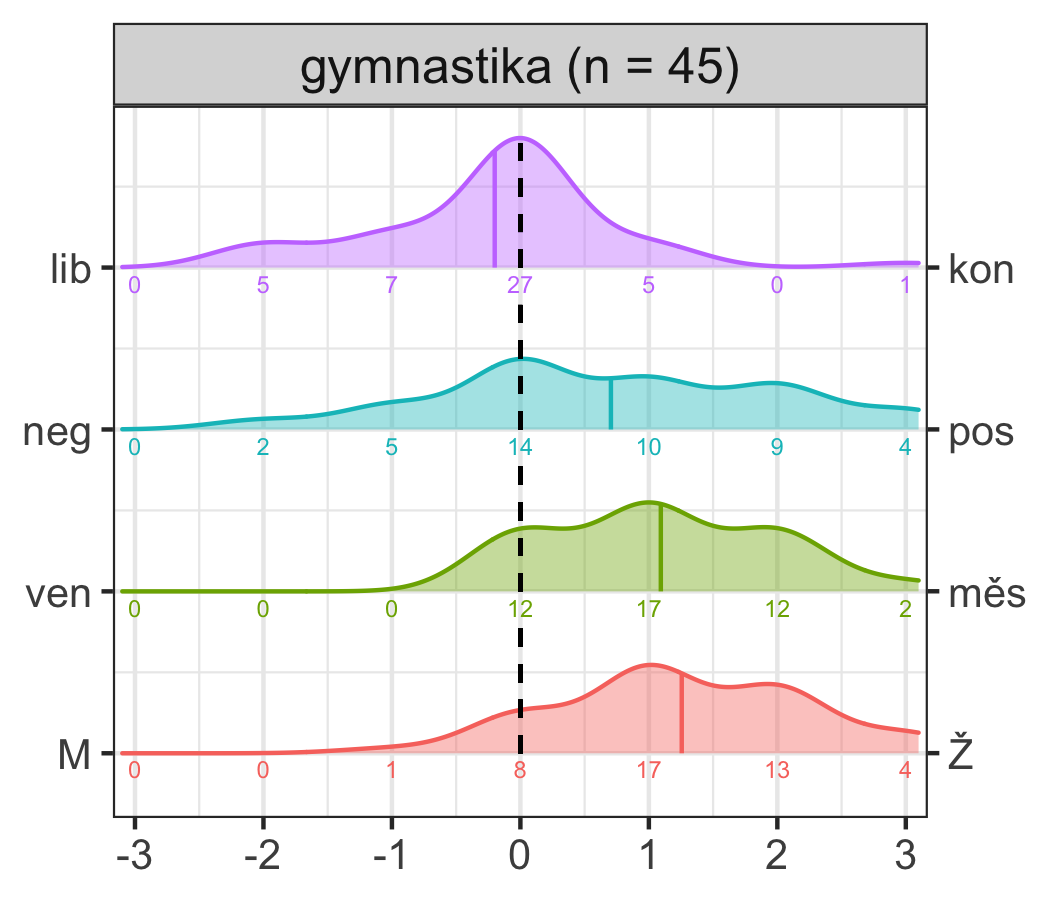 gymnastika (n = 45)
lib kon
0 5 7 27 5 0 1
neg pos
0 2 5 14 10 9 4
ven měs
0 0 0 12 17 12 2
M Ž
0 0 1 8 17 13 4
-3 -2 -1 0 1 2 3